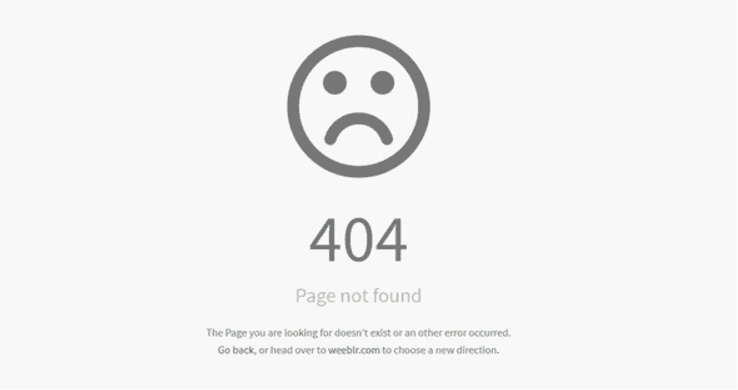 404
Page not found
The Page you are looking for doesn't exist or an other error occurred.
Go back, or head over to weeblr.com to choose a new direction.